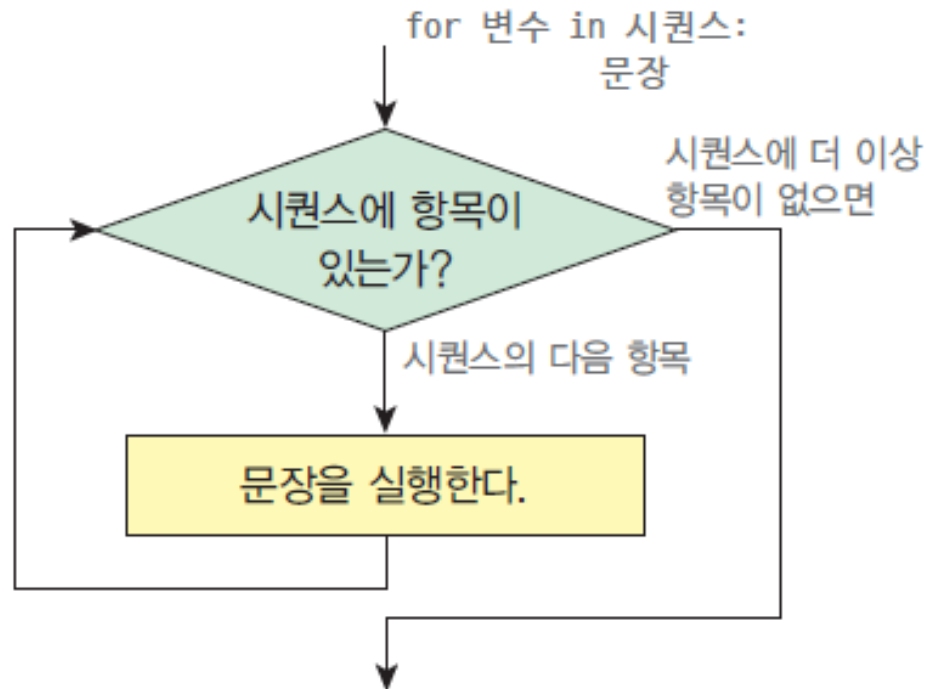 for 변수 in 시퀀스:
문장
시퀀스에 더 이상
항목이 없으면
시퀀스에 항목이
있는가?
시퀀스의 다음 항목
문장을 실행한다.